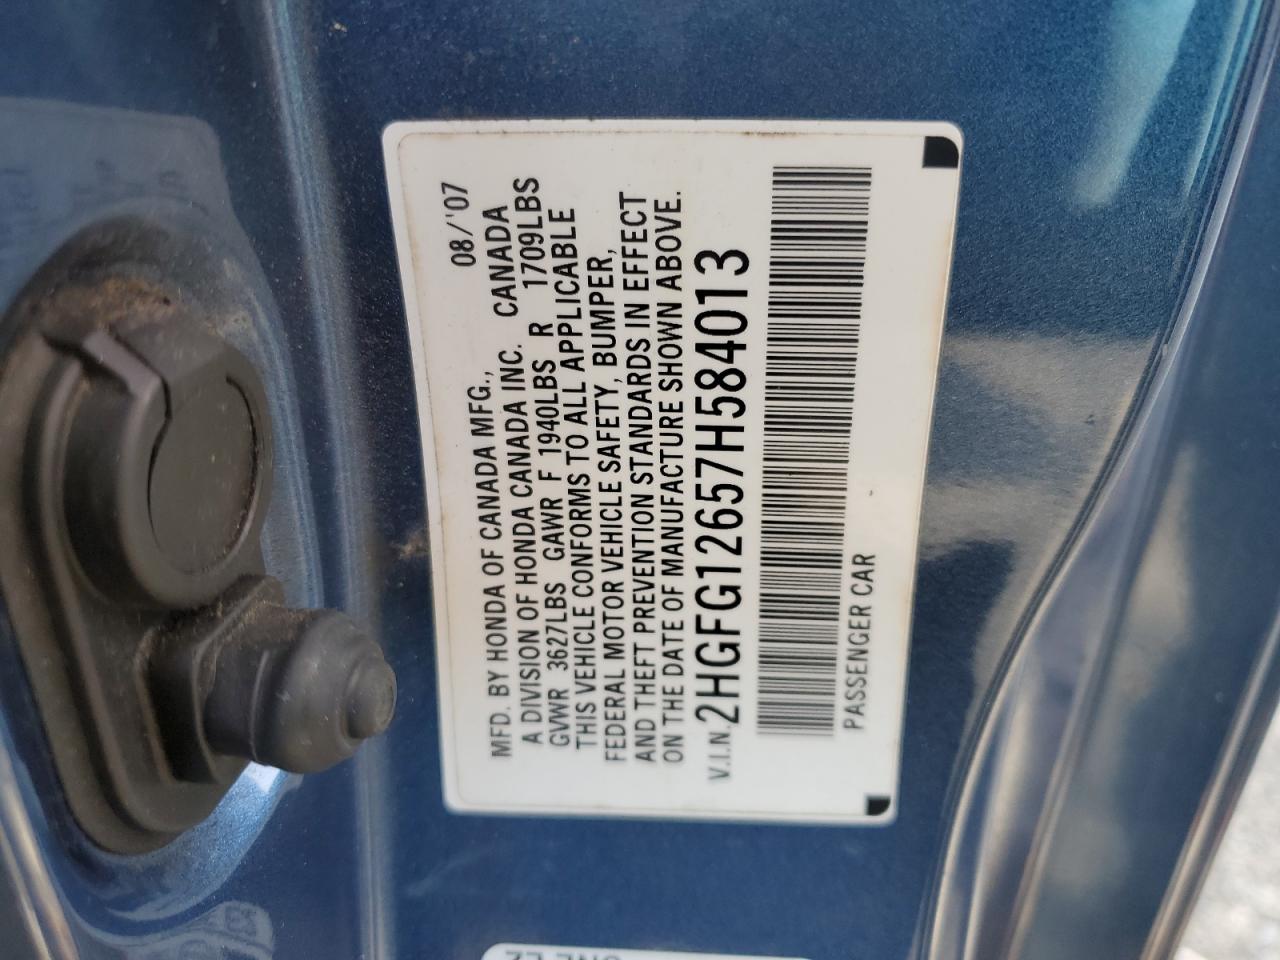 MFD. BY HONDA OF CANADA MFG., 08/'07
A DIVISION OF HONDA CANADA INC. CANADA
GVWR 3627LBS GAWR F 1940LBS R 1709LBS
THIS VEHICLE CONFORMS TO ALL APPLICABLE
FEDERAL MOTOR VEHICLE SAFETY, BUMPER,
AND THEFT PREVENTION STANDARDS IN EFFECT
ON THE DATE OF MANUFACTURE SHOWN ABOVE.
V.I.N. 2HGFG12657H584013
PASSENGER CAR